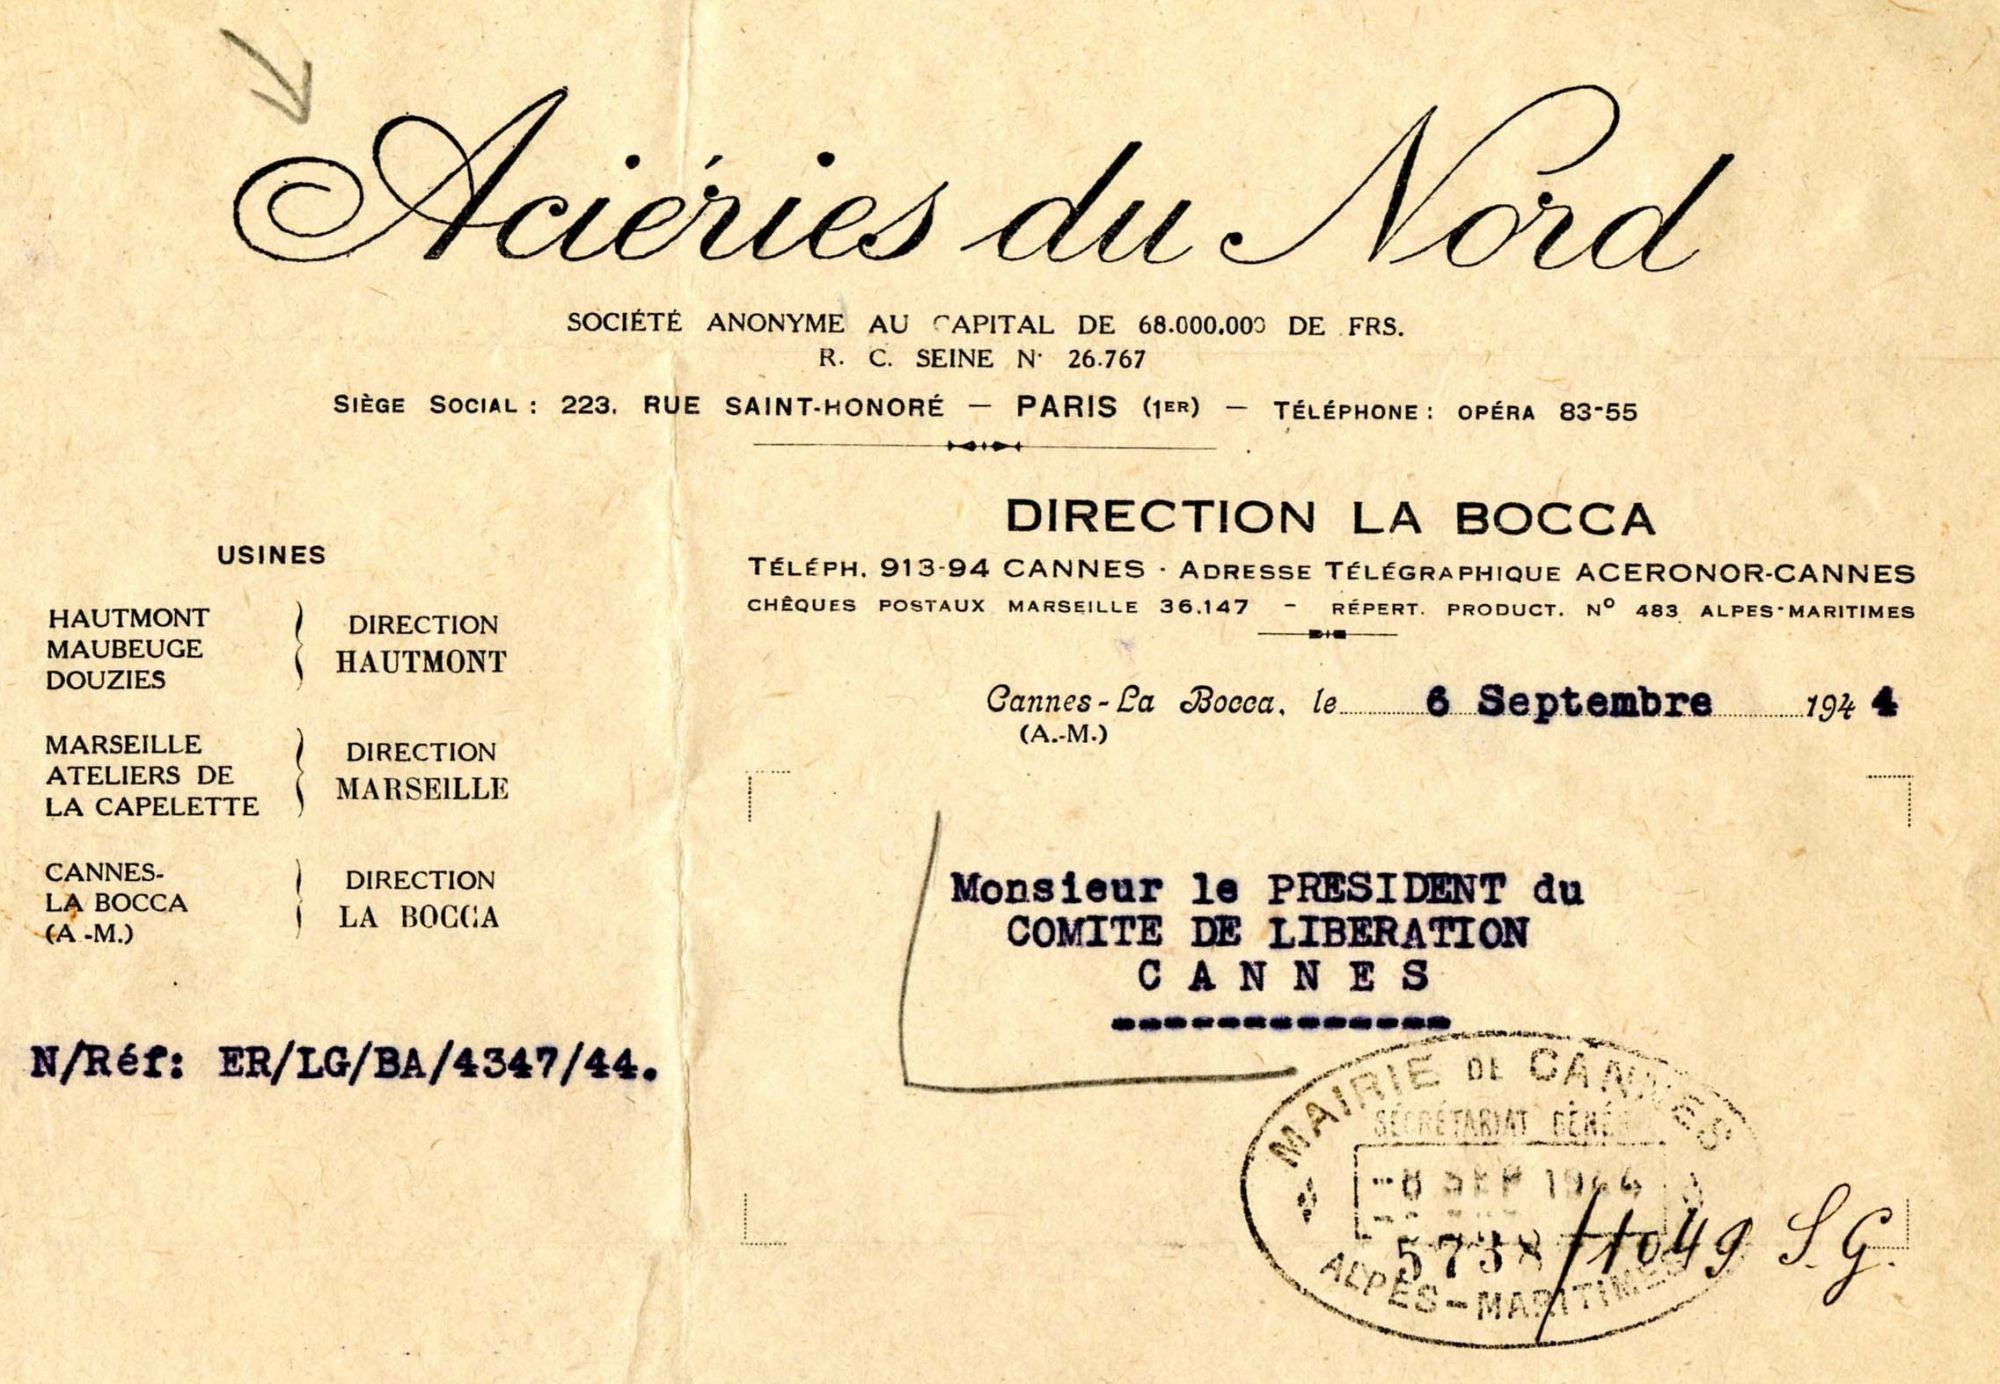 Aciéries du Nord
SOCIÉTÉ ANONYME AU CAPITAL DE 68.000.000 DE FRS.
R. C. SEINE N· 26.767
SIÈGE SOCIAL : 223, RUE SAINT-HONORÉ — PARIS (1ER) — TÉLÉPHONE : OPÉRA 83-55
DIRECTION LA BOCCA
TÉLÉPH. 913-94 CANNES · ADRESSE TÉLÉGRAPHIQUE ACERONOR-CANNES
CHÈQUES POSTAUX MARSEILLE 36.147 – RÉPERT. PRODUCT. Nº 483 ALPES-MARITIMES
USINES
HAUTMONT
MAUBEUGE
DOUZIES
DIRECTION
HAUTMONT
MARSEILLE
ATELIERS DE
LA CAPELETTE
DIRECTION
MARSEILLE
CANNES-
LA BOCCA
(A.-M.)
DIRECTION
LA BOCCA
N/Réf: ER/LG/BA/4347/44.
Cannes-La Bocca, le 6 Septembre 1944
(A.-M.)
Monsieur le PRESIDENT du
COMITE DE LIBERATION
C A N N E S
MAIRIE DE CANNES
SECRÉTARIAT GÉNÉRAL
-8 SEP 1944
5738/1049 S.G.
ALPES-MARITIMES